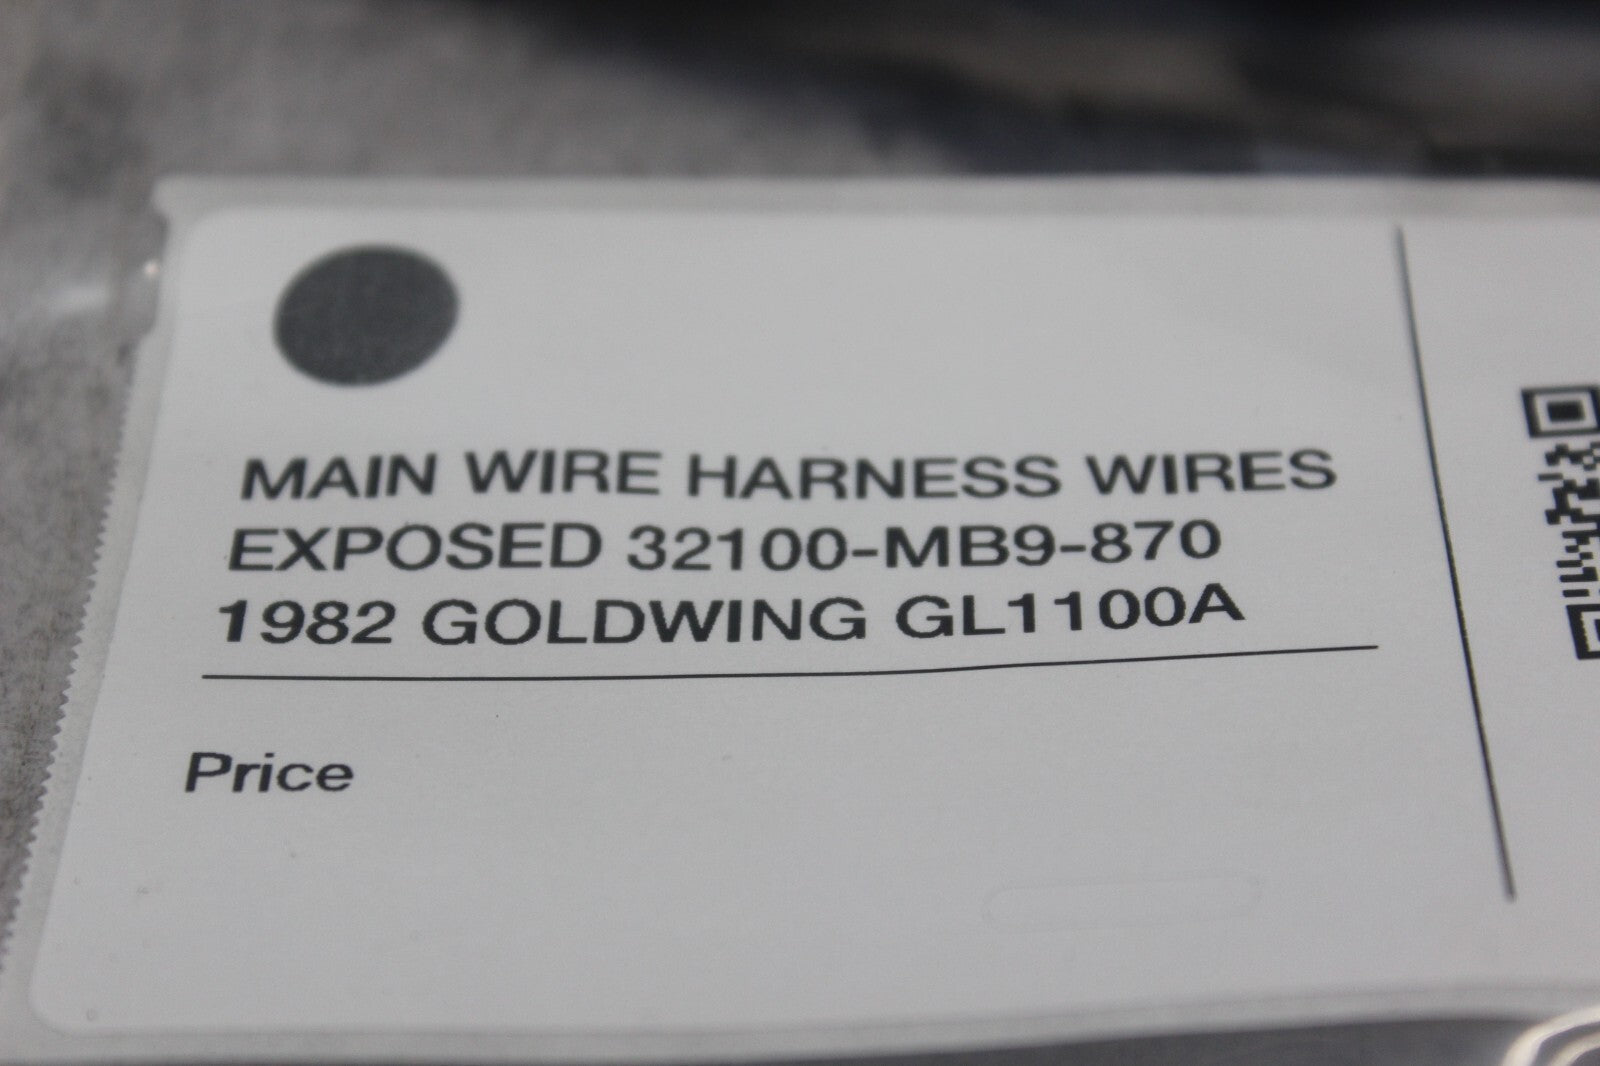 MAIN WIRE HARNESS WIRES
EXPOSED 32100-MB9-870
1982 GOLDWING GL1100A
Price